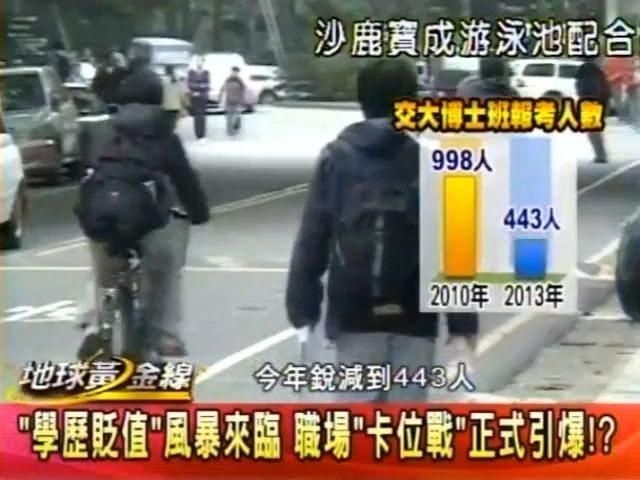 沙鹿寶成游泳池配合
交大博士班報考人數
998人
443人
2010年 2013年
今年銳減到443人
地球黃金線
"學歷貶值"風暴來臨 職場"卡位戰"正式引爆!?